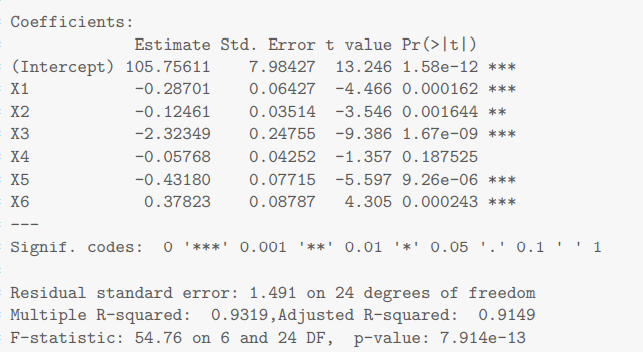 Coefficients:
Estimate Std. Error t value Pr(>|t|)
(Intercept) 105.75611 7.98427 13.246 1.58e-12 ***
X1 -0.28701 0.06427 -4.466 0.000162 ***
X2 -0.12461 0.03514 -3.546 0.001644 **
X3 -2.32349 0.24755 -9.386 1.67e-09 ***
X4 -0.05768 0.04252 -1.357 0.187525
X5 -0.43180 0.07715 -5.597 9.26e-06 ***
X6 0.37823 0.08787 4.305 0.000243 ***
---
Signif. codes: 0 '***' 0.001 '**' 0.01 '*' 0.05 '.' 0.1 ' ' 1
Residual standard error: 1.491 on 24 degrees of freedom
Multiple R-squared: 0.9319,Adjusted R-squared: 0.9149
F-statistic: 54.76 on 6 and 24 DF, p-value: 7.914e-13